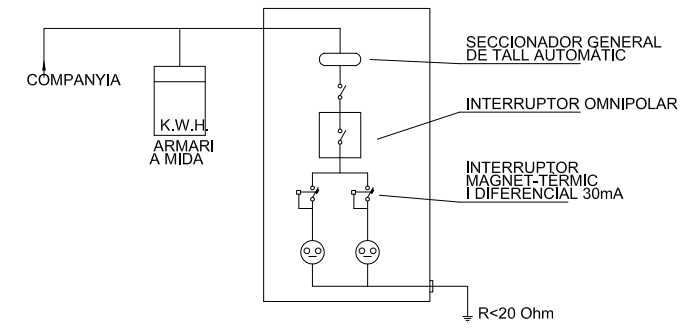 SECCIONADOR GENERAL
DE TALL AUTOMÀTIC
COMPANYIA
K.W.H.
ARMARI
A MIDA
INTERRUPTOR OMNIPOLAR
INTERRUPTOR
MAGNET-TÈRMIC
I DIFERENCIAL 30mA
R<20 Ohm